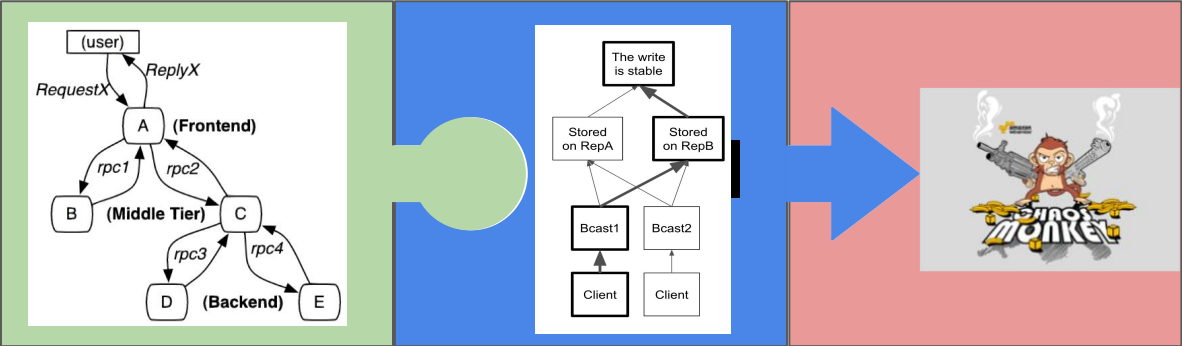 (user)
ReplyX
RequestX
A
(Frontend)
rpc1
rpc2
B
(Middle Tier)
C
rpc3
rpc4
D
(Backend)
E
The write
is stable
Stored
on RepA
Stored
on RepB
Bcast1
Bcast2
Client
Client
amazon
CHAOS
MONKEY